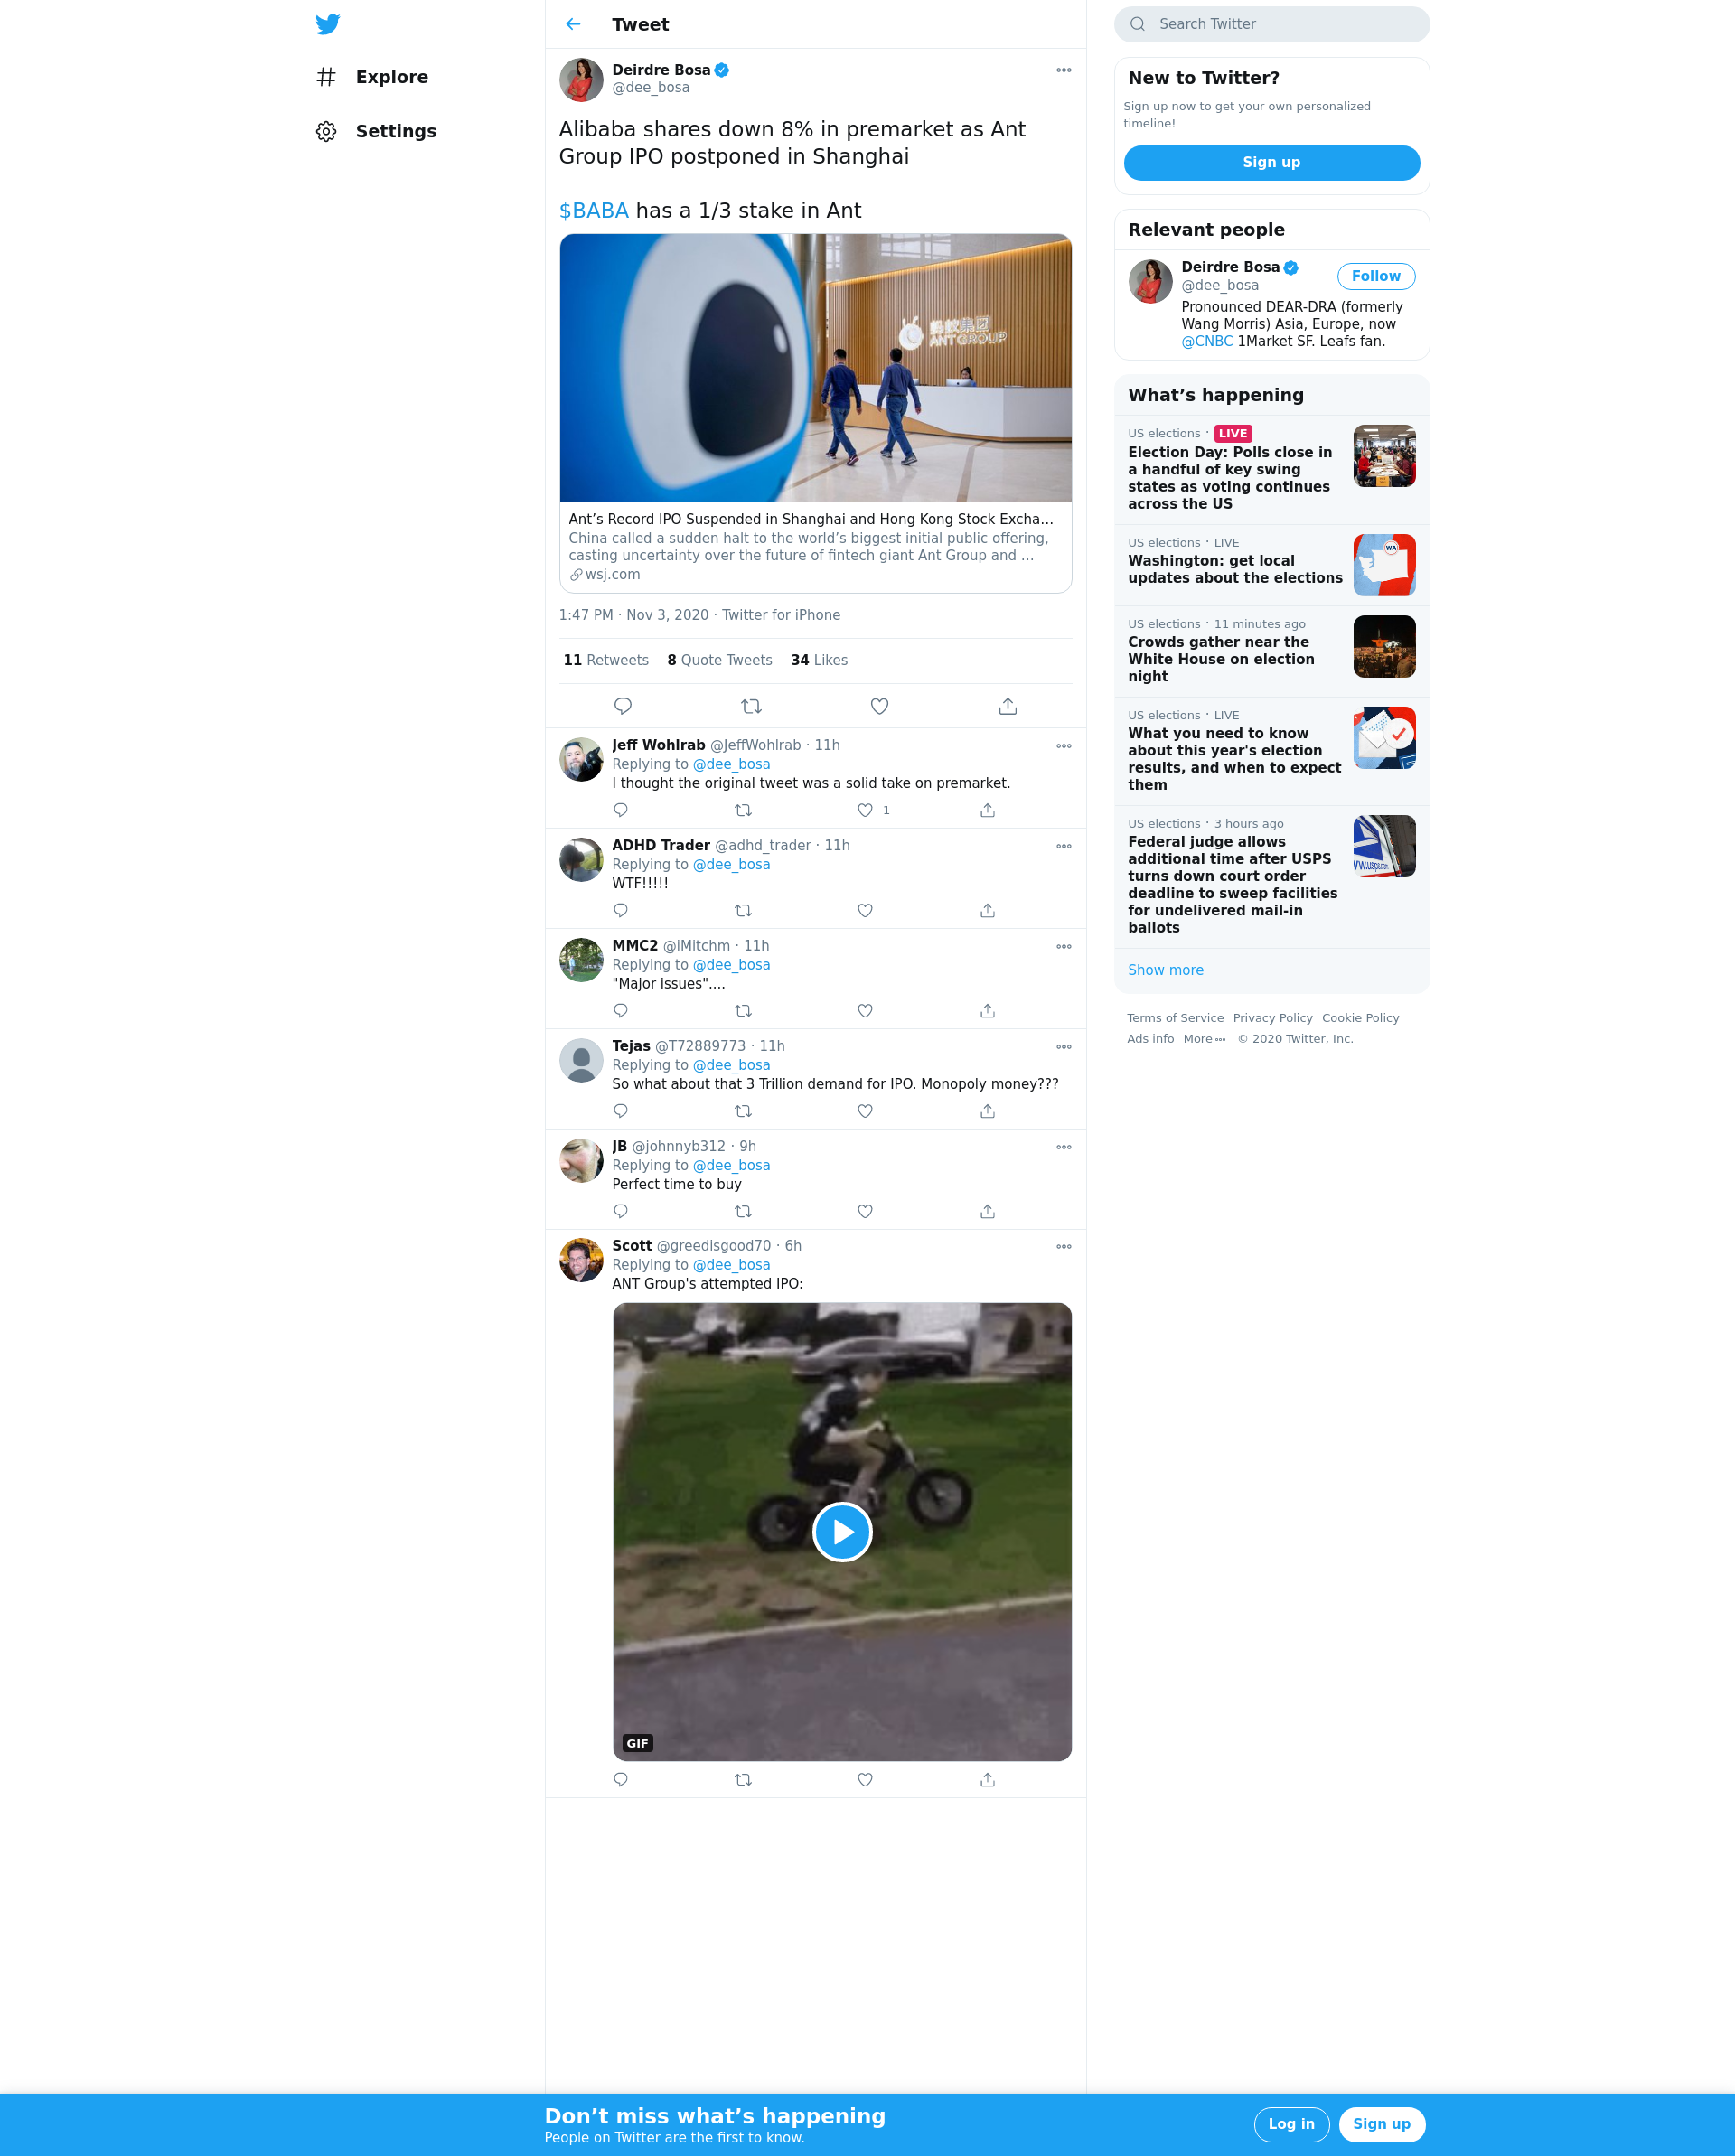 Explore
Settings
Tweet
Deirdre Bosa
@dee_bosa
Alibaba shares down 8% in premarket as Ant
Group IPO postponed in Shanghai
$BABA has a 1/3 stake in Ant
蚂蚁集团
ANT GROUP
Ant’s Record IPO Suspended in Shanghai and Hong Kong Stock Excha…
China called a sudden halt to the world’s biggest initial public offering,
casting uncertainty over the future of fintech giant Ant Group and …
wsj.com
1:47 PM · Nov 3, 2020 · Twitter for iPhone
11 Retweets 8 Quote Tweets 34 Likes
Jeff Wohlrab @JeffWohlrab · 11h
Replying to @dee_bosa
I thought the original tweet was a solid take on premarket.
1
ADHD Trader @adhd_trader · 11h
Replying to @dee_bosa
WTF!!!!!
MMC2 @iMitchm · 11h
Replying to @dee_bosa
"Major issues"....
Tejas @T72889773 · 11h
Replying to @dee_bosa
So what about that 3 Trillion demand for IPO. Monopoly money???
JB @johnnyb312 · 9h
Replying to @dee_bosa
Perfect time to buy
Scott @greedisgood70 · 6h
Replying to @dee_bosa
ANT Group's attempted IPO:
GIF
Search Twitter
New to Twitter?
Sign up now to get your own personalized
timeline!
Sign up
Relevant people
Deirdre Bosa
@dee_bosa
Follow
Pronounced DEAR-DRA (formerly
Wang Morris) Asia, Europe, now
@CNBC 1Market SF. Leafs fan.
What’s happening
US elections · LIVE
Election Day: Polls close in
a handful of key swing
states as voting continues
across the US
US elections · LIVE
Washington: get local
updates about the elections
WA
US elections · 11 minutes ago
Crowds gather near the
White House on election
night
US elections · LIVE
What you need to know
about this year's election
results, and when to expect
them
US elections · 3 hours ago
Federal judge allows
additional time after USPS
turns down court order
deadline to sweep facilities
for undelivered mail-in
ballots
Show more
Terms of Service Privacy Policy Cookie Policy
Ads info More © 2020 Twitter, Inc.
Don’t miss what’s happening
People on Twitter are the first to know.
Log in
Sign up